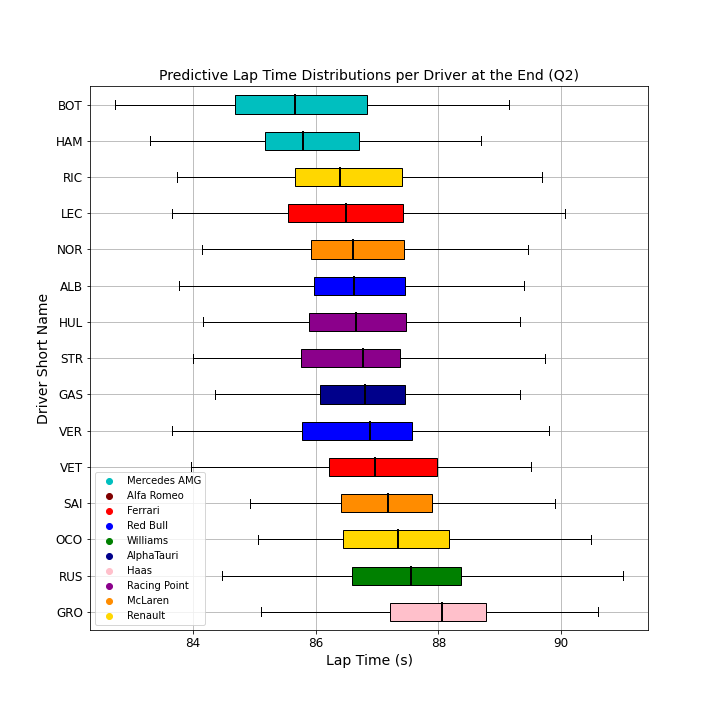 Predictive Lap Time Distributions per Driver at the End (Q2)
Driver Short Name
BOT
HAM
RIC
LEC
NOR
ALB
HUL
STR
GAS
VER
VET
SAI
OCO
RUS
GRO
Mercedes AMG
Alfa Romeo
Ferrari
Red Bull
Williams
AlphaTauri
Haas
Racing Point
McLaren
Renault
84 86 88 90
Lap Time (s)